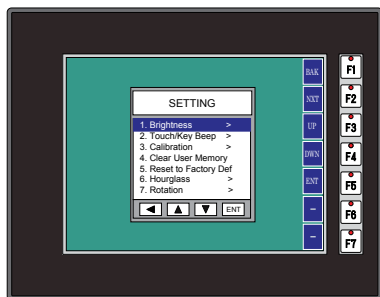 SETTING
1. Brightness >
2. Touch/Key Beep >
3. Calibration >
4. Clear User Memory
5. Reset to Factory Def
6. Hourglass >
7. Rotation >
ENT
BAK
NXT
UP
DWN
ENT
–
–
F1
F2
F3
F4
F5
F6
F7